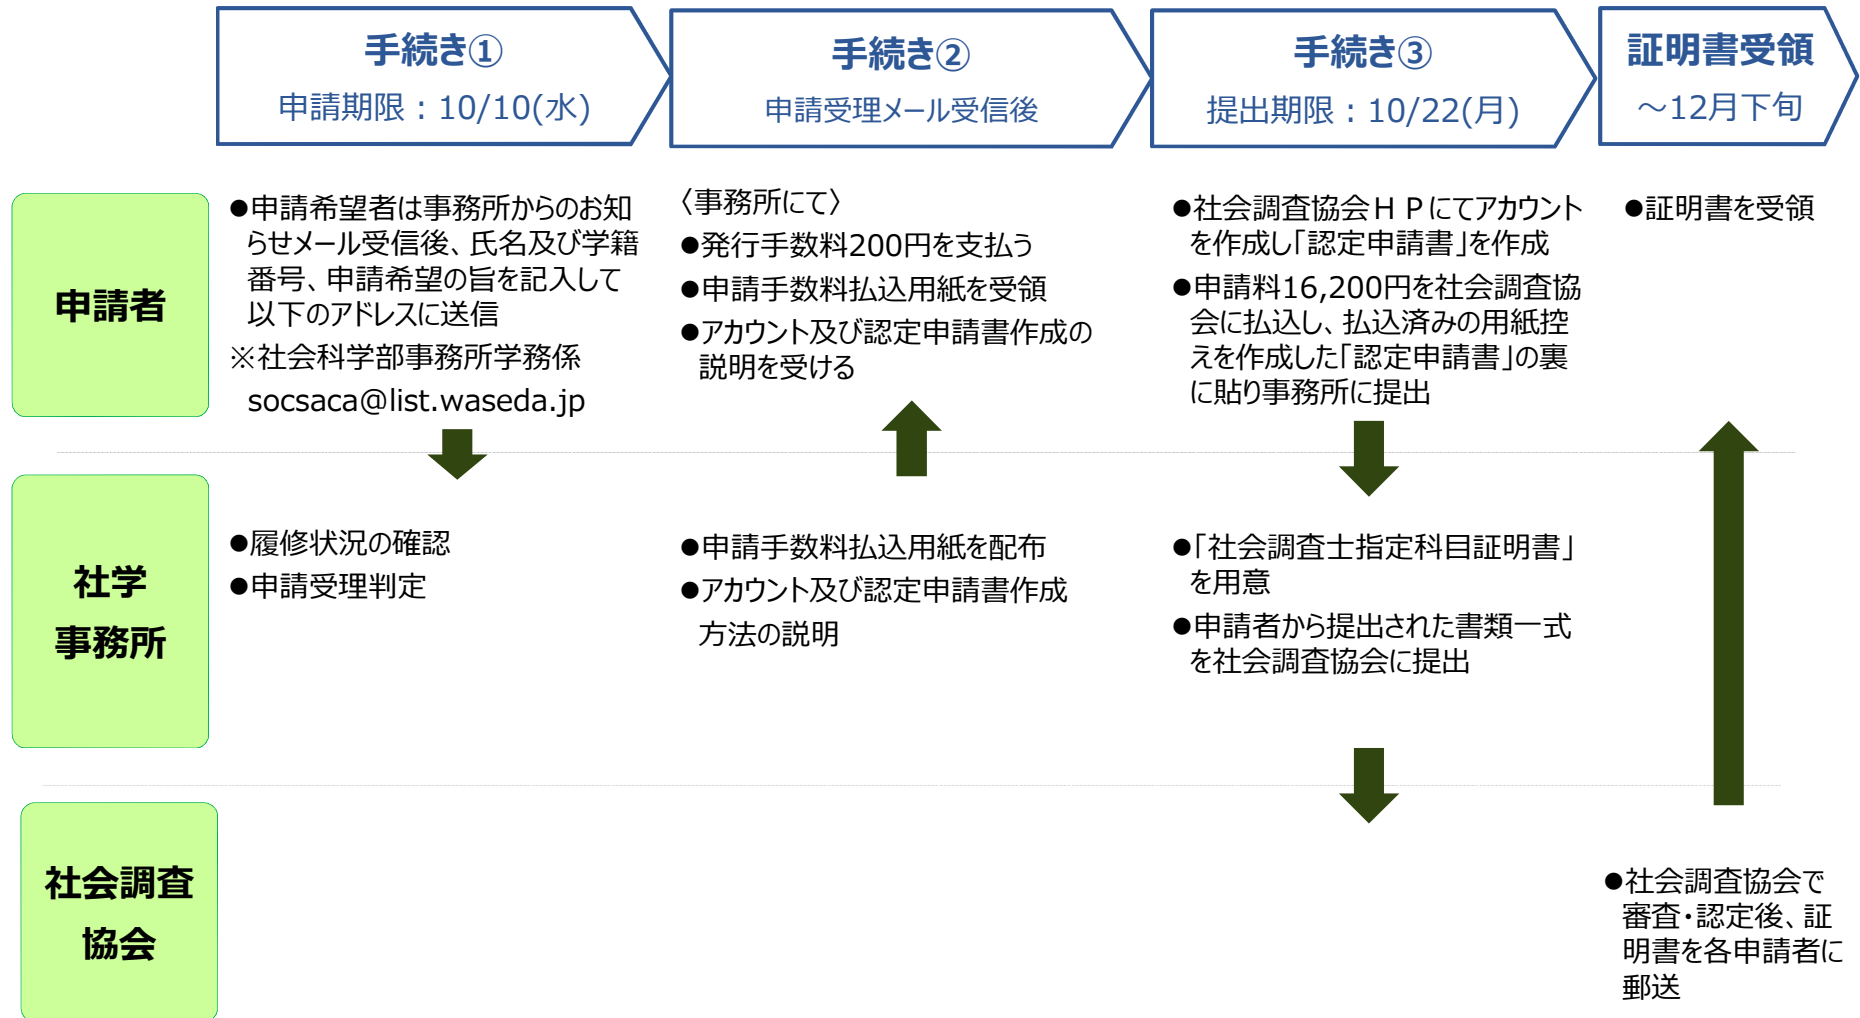 手続き①
申請期限：10/10(水)
手続き②
申請受理メール受信後
手続き③
提出期限：10/22(月)
証明書受領
～12月下旬
申請者
●申請希望者は事務所からのお知
らせメール受信後、氏名及び学籍
番号、申請希望の旨を記入して
以下のアドレスに送信
※社会科学部事務所学務係
socsaca@list.waseda.jp
〈事務所にて〉
●発行手数料200円を支払う
●申請手数料払込用紙を受領
●アカウント及び認定申請書作成の
説明を受ける
●社会調査協会ＨＰにてアカウント
を作成し「認定申請書」を作成
●申請料16,200円を社会調査協
会に払込し、払込済みの用紙控
えを作成した「認定申請書」の裏
に貼り事務所に提出
●証明書を受領
社学
事務所
●履修状況の確認
●申請受理判定
●申請手数料払込用紙を配布
●アカウント及び認定申請書作成
方法の説明
●「社会調査士指定科目証明書」
を用意
●申請者から提出された書類一式
を社会調査協会に提出
社会調査
協会
●社会調査協会で
審査・認定後、証
明書を各申請者に
郵送